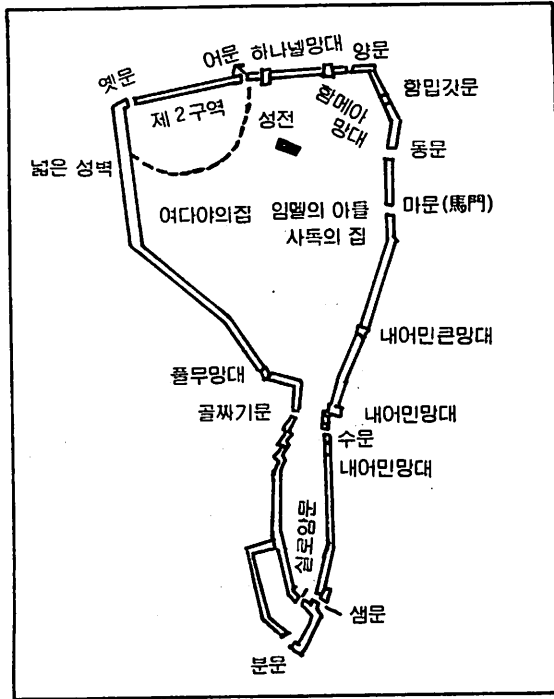 어문 하나넬망대 양문
옛문
함밉갓문
제 2구역
성전
함메아
망대
동문
넓은 성벽
여다야의집
임멜의 아들
사독의 집
마문(馬門)
내어민큰망대
풀무망대
골짜기문
내어민망대
수문
내어민망대
실로암문
샘문
분문